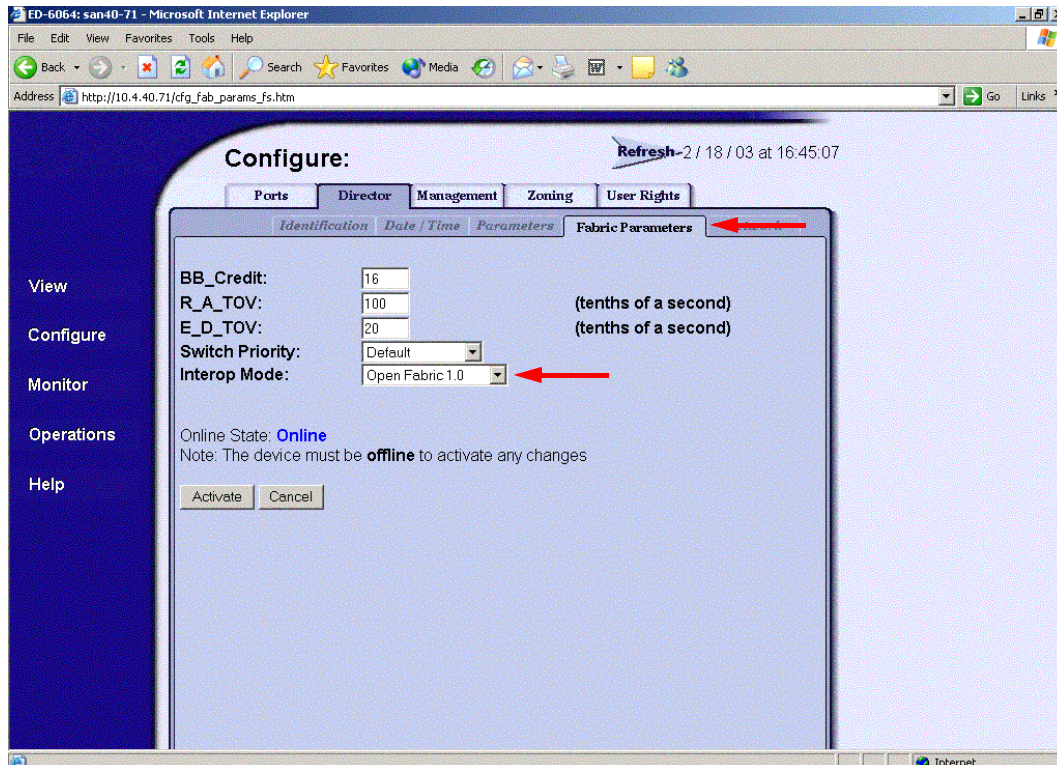 ED-6064: san40-71 - Microsoft Internet Explorer
File Edit View Favorites Tools Help
Back Search Favorites Media
Address http://10.4.40.71/cfg_fab_params_fs.htm Go Links
Configure:
Refresh-2 / 18 / 03 at 16:45:07
Ports Director Management Zoning User Rights
Identification Date / Time Parameters Fabric Parameters
View
Configure
Monitor
Operations
Help
BB_Credit: 16
R_A_TOV: 100 (tenths of a second)
E_D_TOV: 20 (tenths of a second)
Switch Priority: Default
Interop Mode: Open Fabric 1.0
Online State: Online
Note: The device must be offline to activate any changes
Activate Cancel
Internet